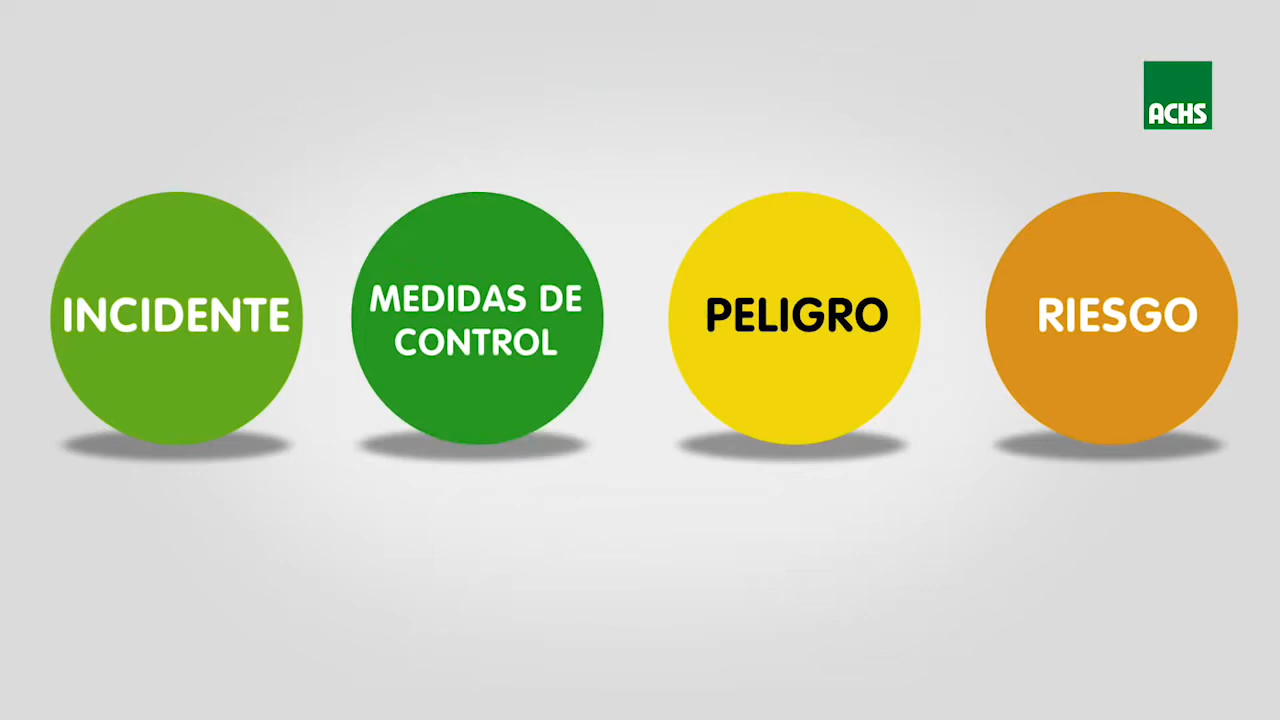 ACHS
INCIDENTE
MEDIDAS DE
CONTROL
PELIGRO
RIESGO